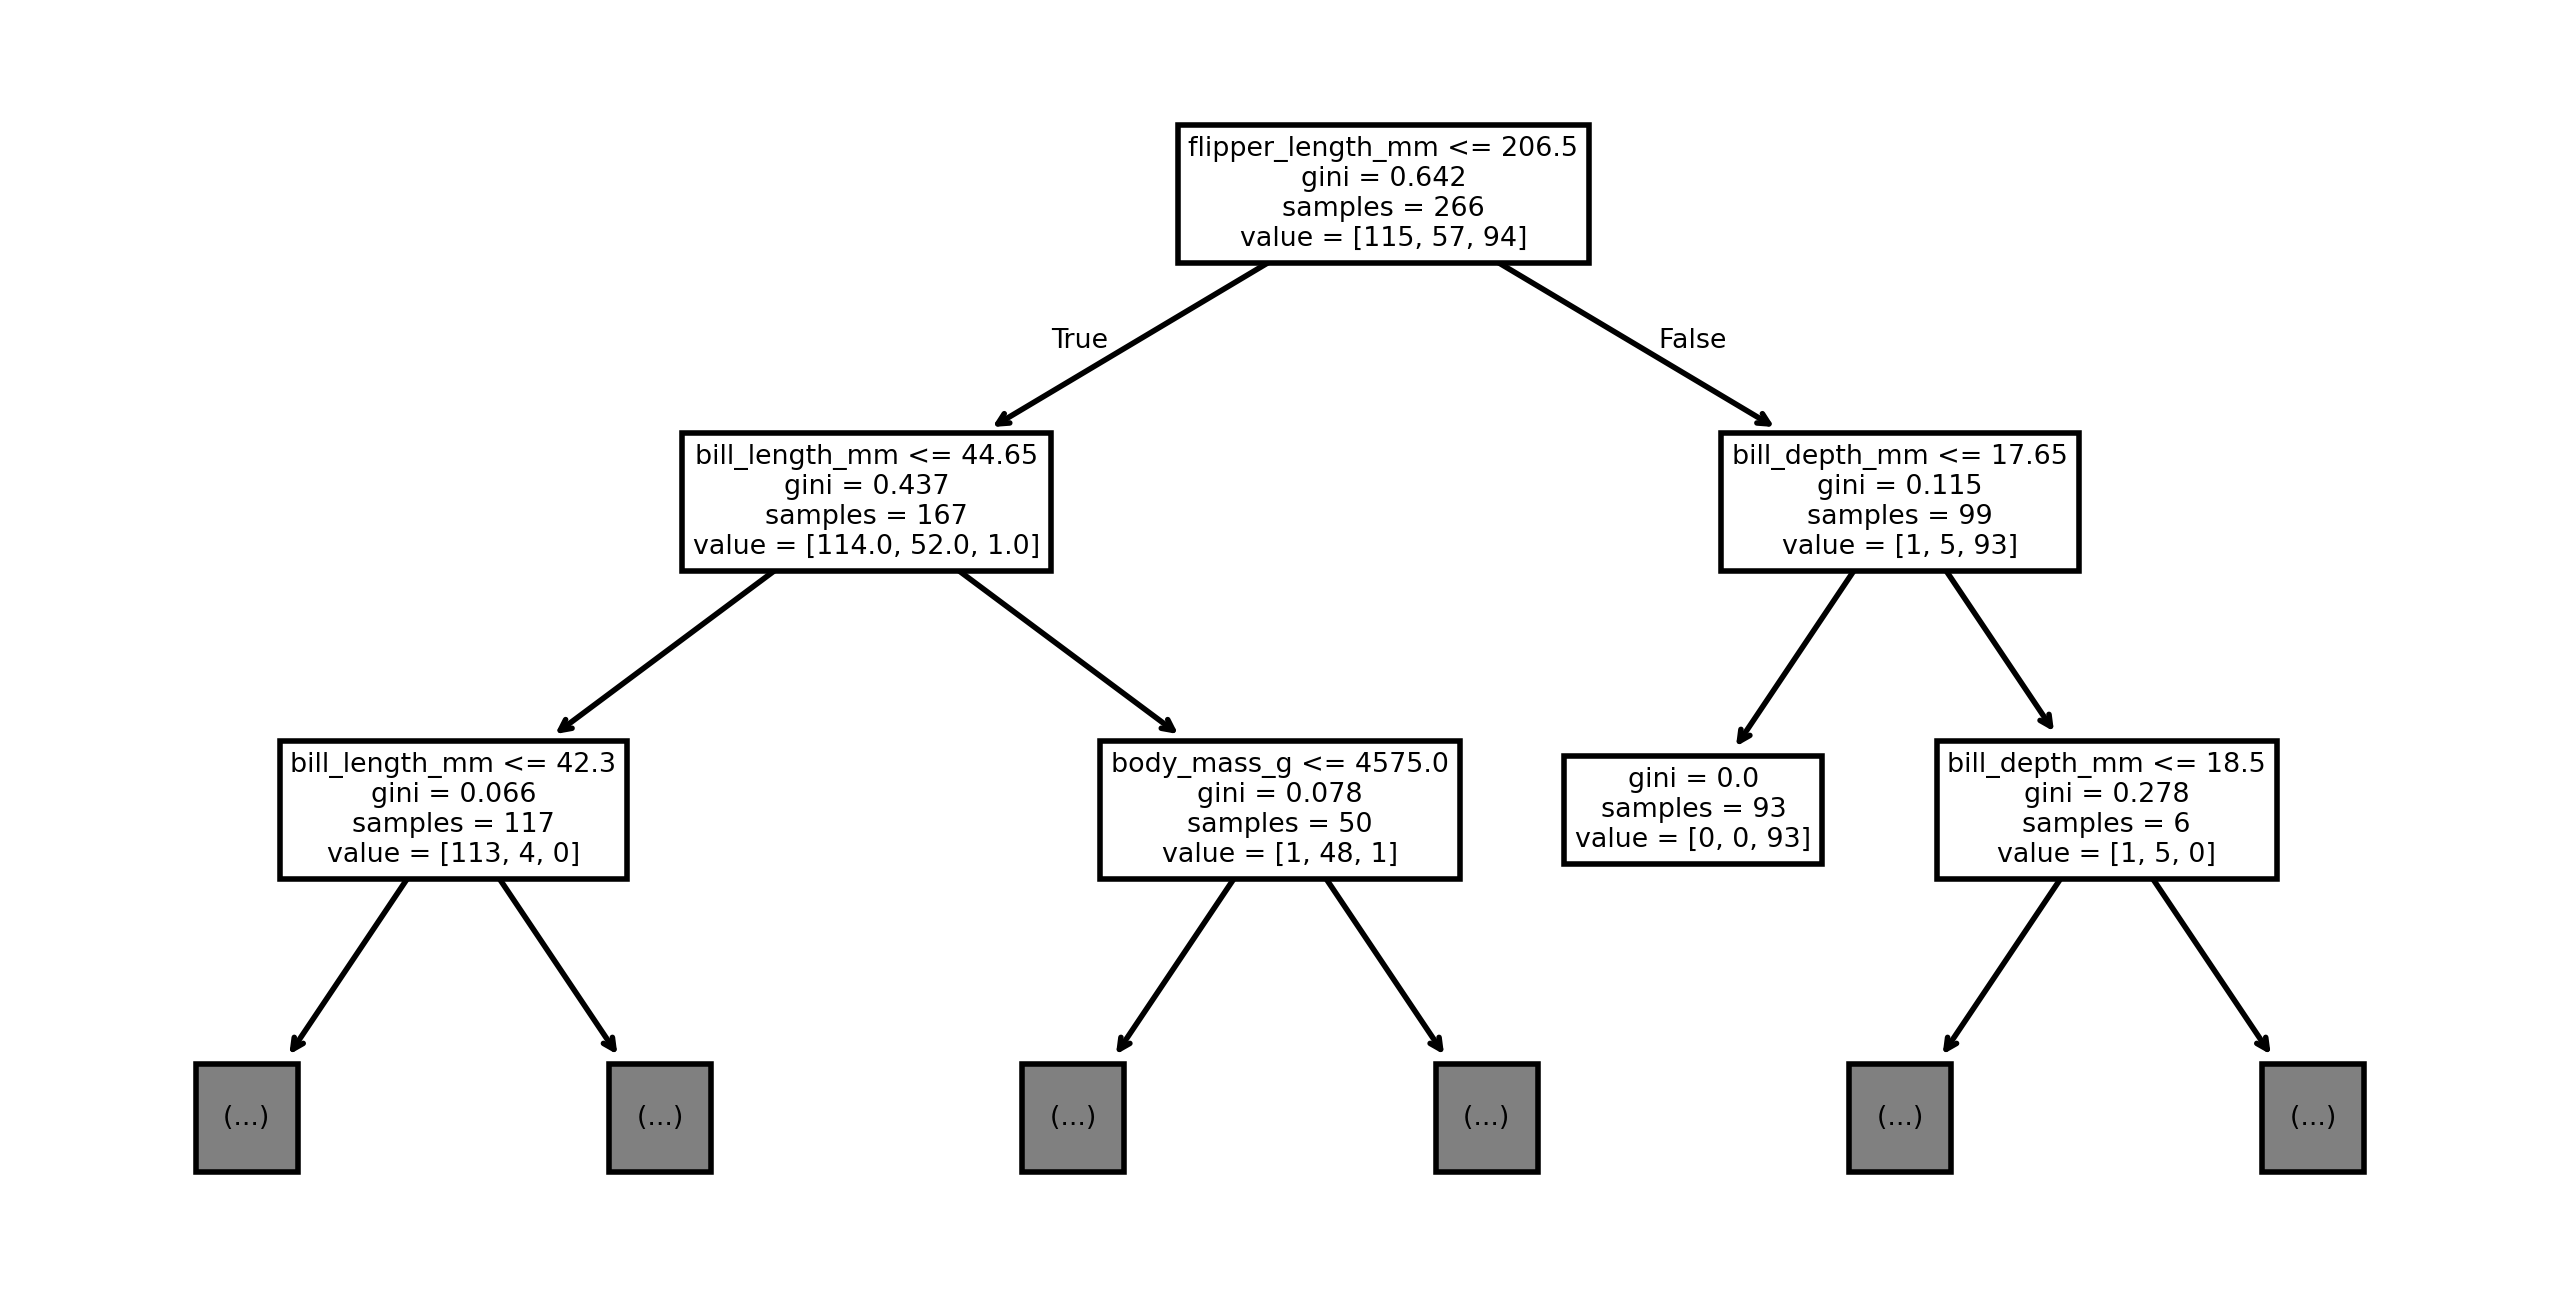 flipper_length_mm <= 206.5
gini = 0.642
samples = 266
value = [115, 57, 94]
True
False
bill_length_mm <= 44.65
gini = 0.437
samples = 167
value = [114.0, 52.0, 1.0]
bill_depth_mm <= 17.65
gini = 0.115
samples = 99
value = [1, 5, 93]
bill_length_mm <= 42.3
gini = 0.066
samples = 117
value = [113, 4, 0]
body_mass_g <= 4575.0
gini = 0.078
samples = 50
value = [1, 48, 1]
gini = 0.0
samples = 93
value = [0, 0, 93]
bill_depth_mm <= 18.5
gini = 0.278
samples = 6
value = [1, 5, 0]
(...)
(...)
(...)
(...)
(...)
(...)